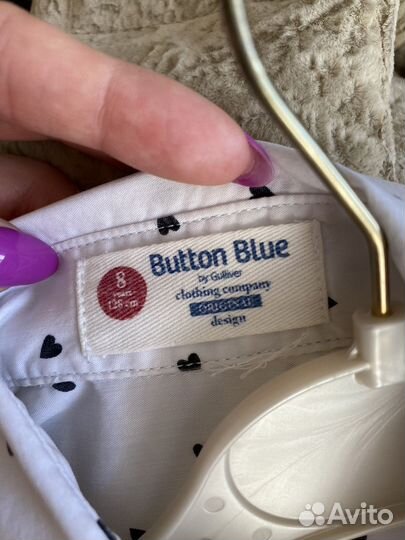 8
years
128 cm
Button Blue
by Gulliver
clothing company
ORIGINAL
design
Avito